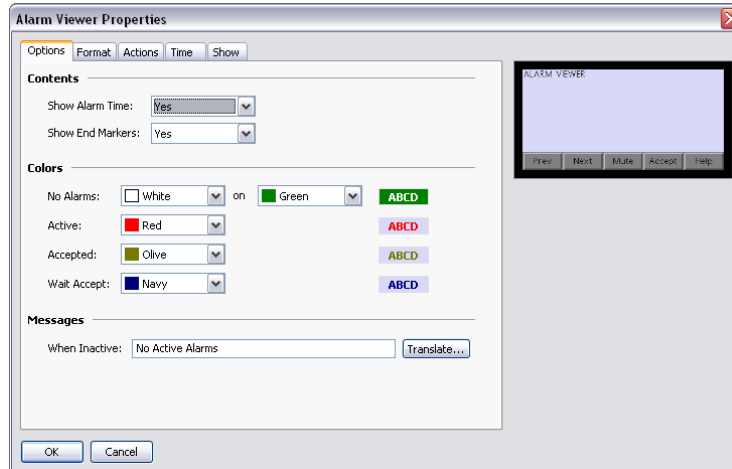 Alarm Viewer Properties
Options Format Actions Time Show
Contents
Show Alarm Time: Yes
Show End Markers: Yes
Colors
No Alarms: White on Green ABCD
Active: Red ABCD
Accepted: Olive ABCD
Wait Accept: Navy ABCD
Messages
When Inactive: No Active Alarms Translate...
OK Cancel
ALARM VIEWER
Prev Next Mute Accept Help